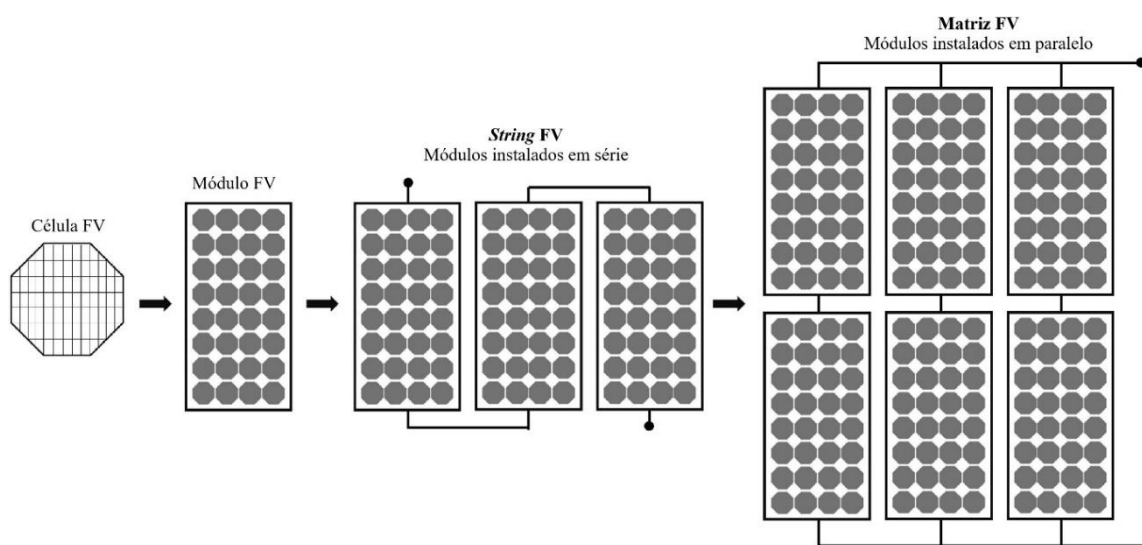 Célula FV
Módulo FV
String FV
Módulos instalados em série
Matriz FV
Módulos instalados em paralelo